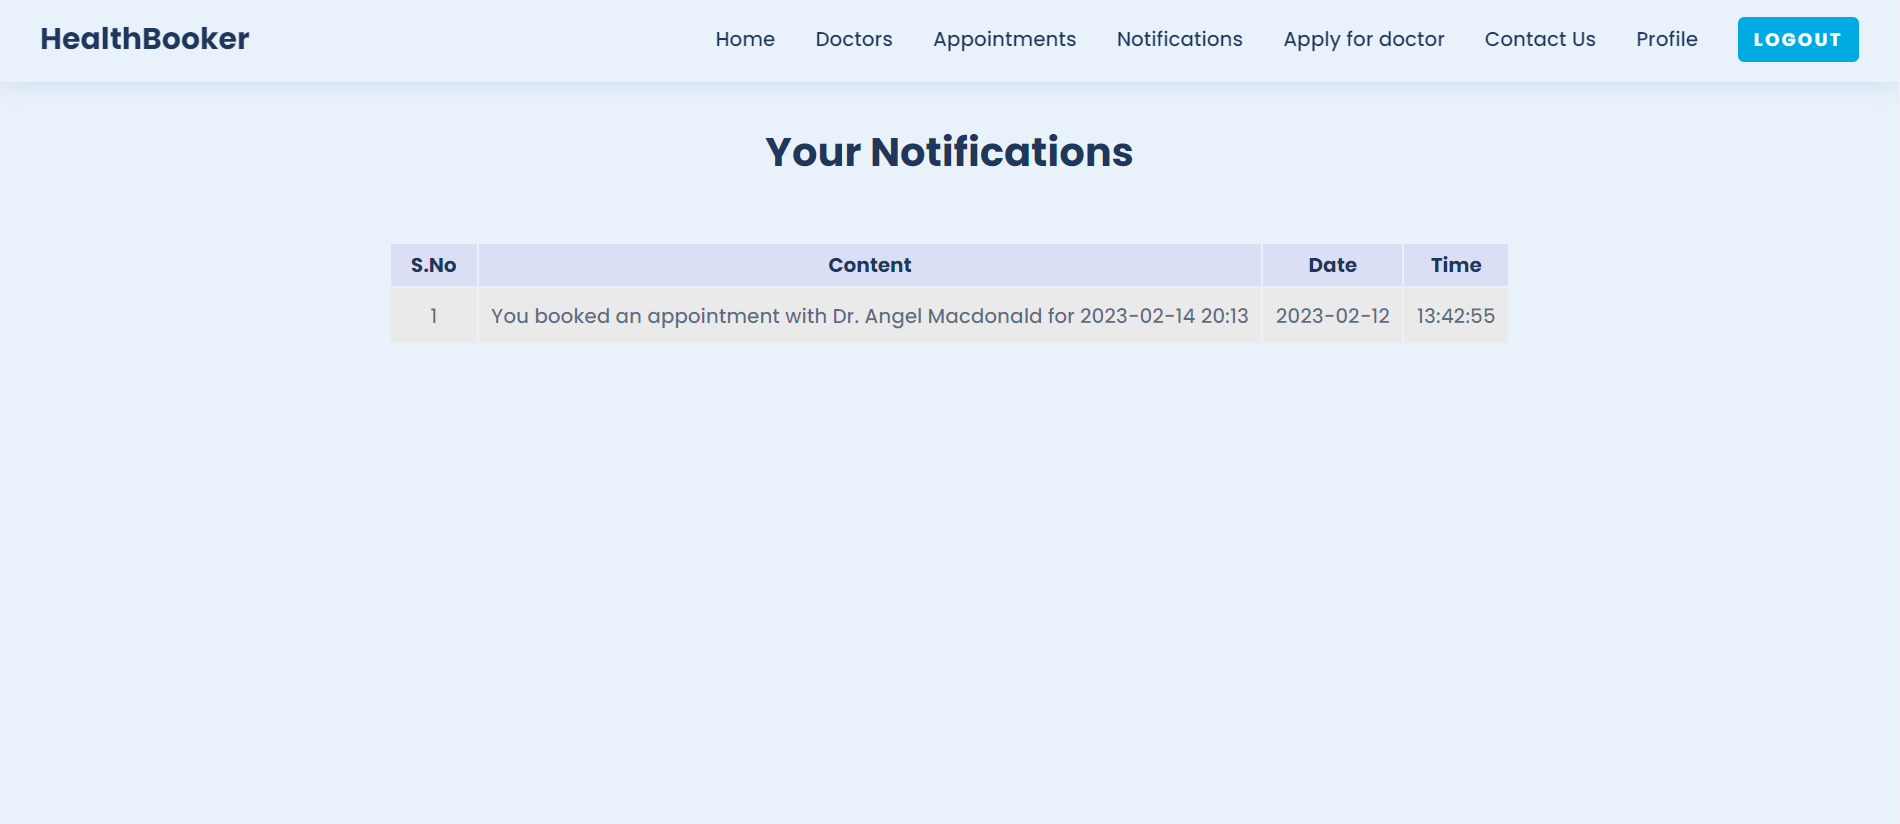 HealthBooker Home Doctors Appointments Notifications Apply for doctor Contact Us Profile LOGOUT
Your Notifications
S.No Content Date Time
1 You booked an appointment with Dr. Angel Macdonald for 2023-02-14 20:13 2023-02-12 13:42:55